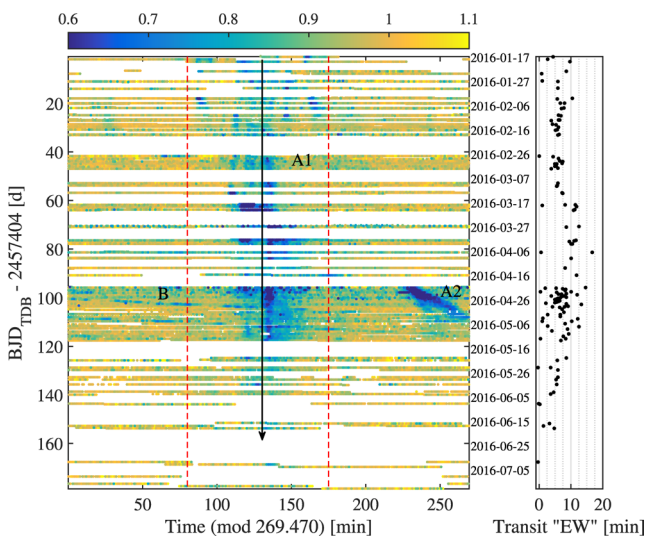 0.6 0.7 0.8 0.9 1 1.1
2016-01-17
2016-01-27
20
2016-02-06
2016-02-16
40
A1
2016-02-26
2016-03-07
60
2016-03-17
2016-03-27
80
2016-04-06
2016-04-16
B
A2
100
2016-04-26
2016-05-06
120
2016-05-16
2016-05-26
140
2016-06-05
2016-06-15
160
2016-06-25
2016-07-05
BJD_TDB - 2457404 [d]
50 100 150 200 250
0 10 20
Time (mod 269.470) [min]
Transit "EW" [min]